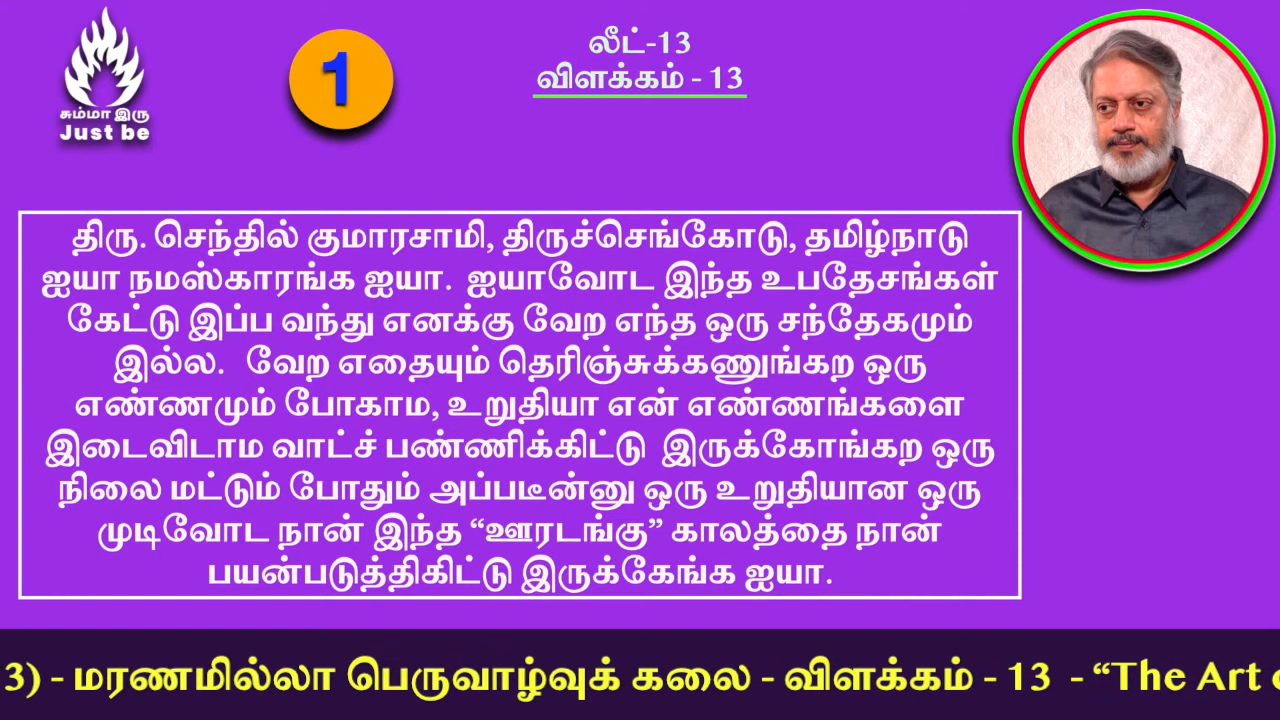 சும்மா இரு
Just be
1
லீட்-13
விளக்கம் - 13
திரு. செந்தில் குமாரசாமி, திருச்செங்கோடு, தமிழ்நாடு
ஐயா நமஸ்காரங்க ஐயா.  ஐயாவோட இந்த உபதேசங்கள்
கேட்டு இப்ப வந்து எனக்கு வேற எந்த ஒரு சந்தேகமும்
இல்ல.   வேற எதையும் தெரிஞ்சுக்கணுங்கற ஒரு
எண்ணமும் போகாம, உறுதியா என் எண்ணங்களை
இடைவிடாம வாட்ச் பண்ணிக்கிட்டு  இருக்கோங்கற ஒரு
நிலை மட்டும் போதும் அப்படீன்னு ஒரு உறுதியான ஒரு
முடிவோட நான் இந்த “ஊரடங்கு” காலத்தை நான்
பயன்படுத்திகிட்டு இருக்கேங்க ஐயா.
3) - மரணமில்லா பெருவாழ்வுக் கலை - விளக்கம் - 13  - “The Art